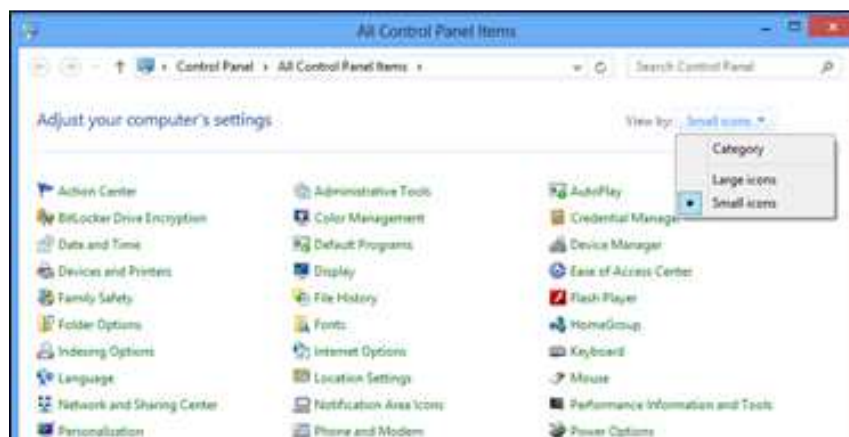 All Control Panel Items
Control Panel All Control Panel Items Search Control Panel
Adjust your computer's settings View by: Small icons
Category
Large icons
Small icons
Action Center Administrative Tools AutoPlay
BitLocker Drive Encryption Color Management Credential Manager
Date and Time Default Programs Device Manager
Devices and Printers Display Ease of Access Center
Family Safety File History Flash Player
Folder Options Fonts HomeGroup
Indexing Options Internet Options Keyboard
Language Location Settings Mouse
Network and Sharing Center Notification Area Icons Performance Information and Tools
Personalization Phone and Modem Power Options